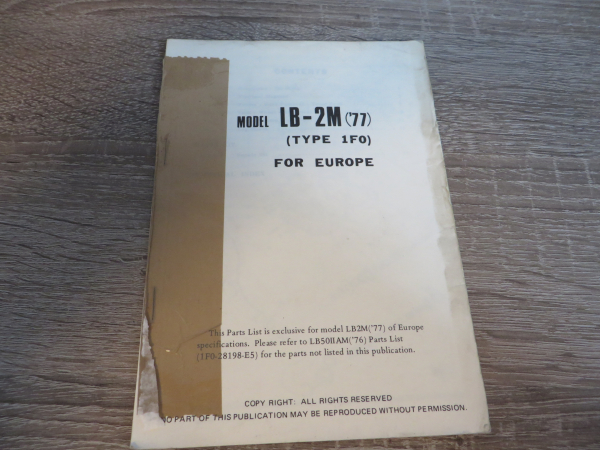 MODEL LB-2M('77)
(TYPE 1F0)
FOR EUROPE
This Parts List is exclusive for model LB2M('77) of Europe
specifications. Please refer to LB50IIAM('76) Parts List
(1F0-28198-E5) for the parts not listed in this publication.
COPY RIGHT: ALL RIGHTS RESERVED
NO PART OF THIS PUBLICATION MAY BE REPRODUCED WITHOUT PERMISSION.